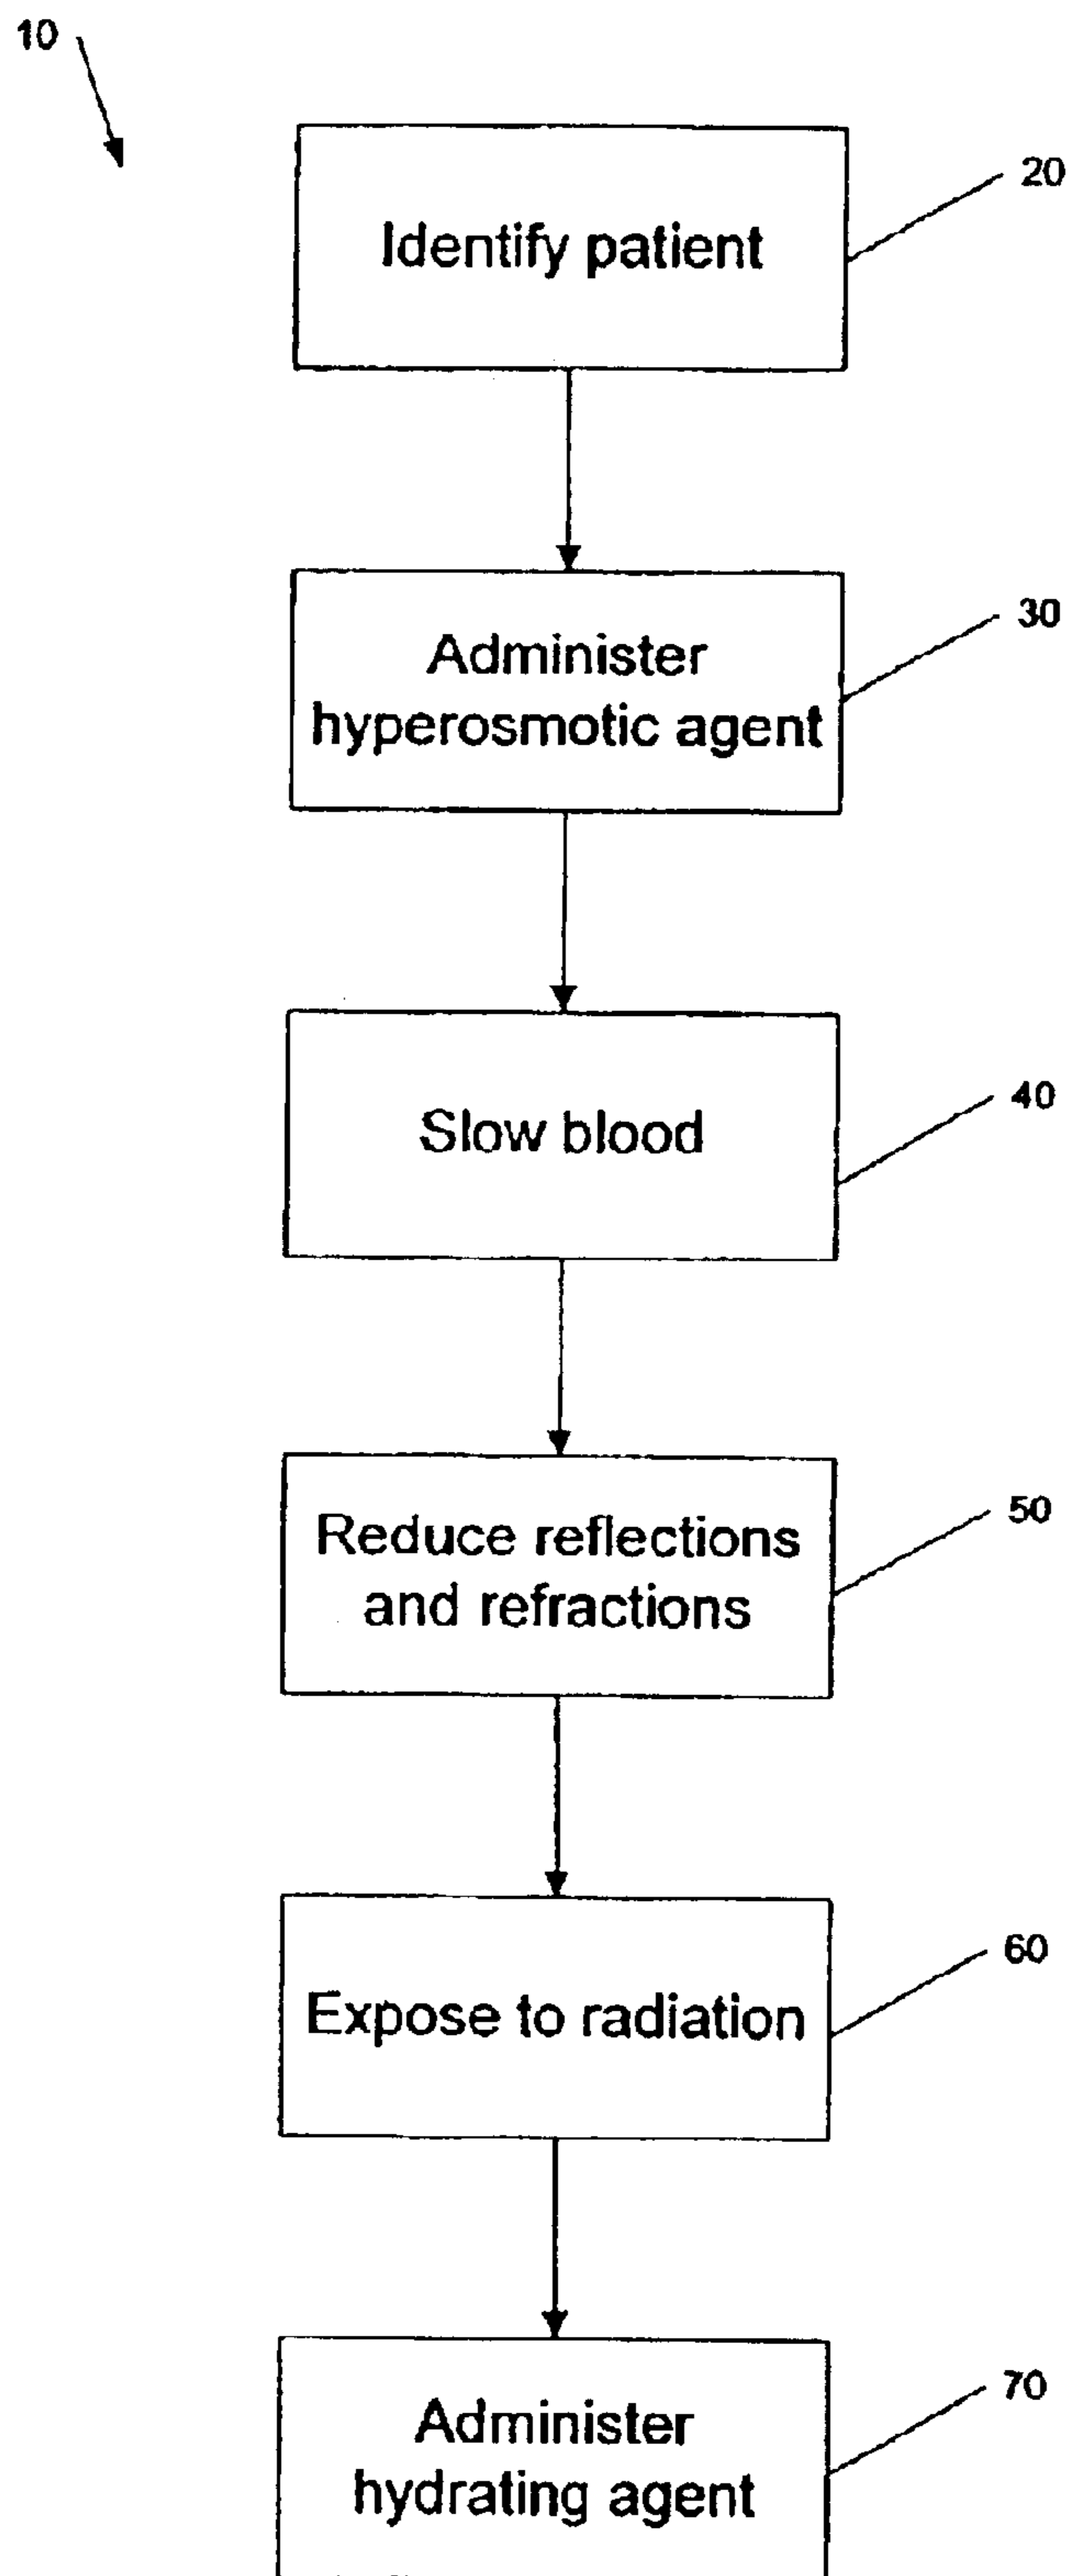 10
Identify patient
20
Administer
hyperosmotic agent
30
Slow blood
40
Reduce reflections
and refractions
50
Expose to radiation
60
Administer
hydrating agent
70